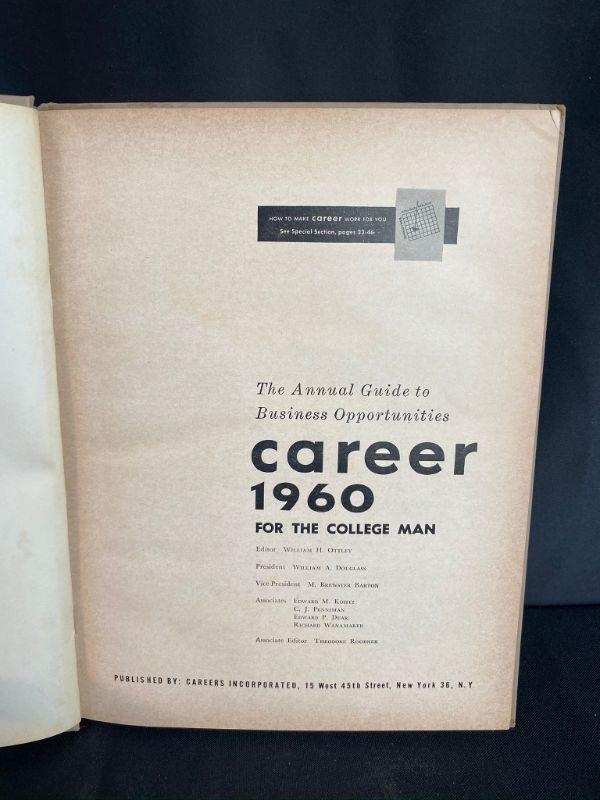 HOW TO MAKE career WORK FOR YOU
See Special Section, pages 23-46
The Annual Guide to
Business Opportunities
career
1960
FOR THE COLLEGE MAN
Editor WILLIAM H. OTTLEY
President WILLIAM A. DOUGLASS
Vice President M. BREWSTER BARTON
Associates EDWARD M.
C. J. PENNIMAN
EDWARD P. DEAR
RICHARD WANAMAKER
Associate Editor THEODORE
PUBLISHED BY: CAREERS INCORPORATED, 15 West 45th Street, New York 36, N.Y.